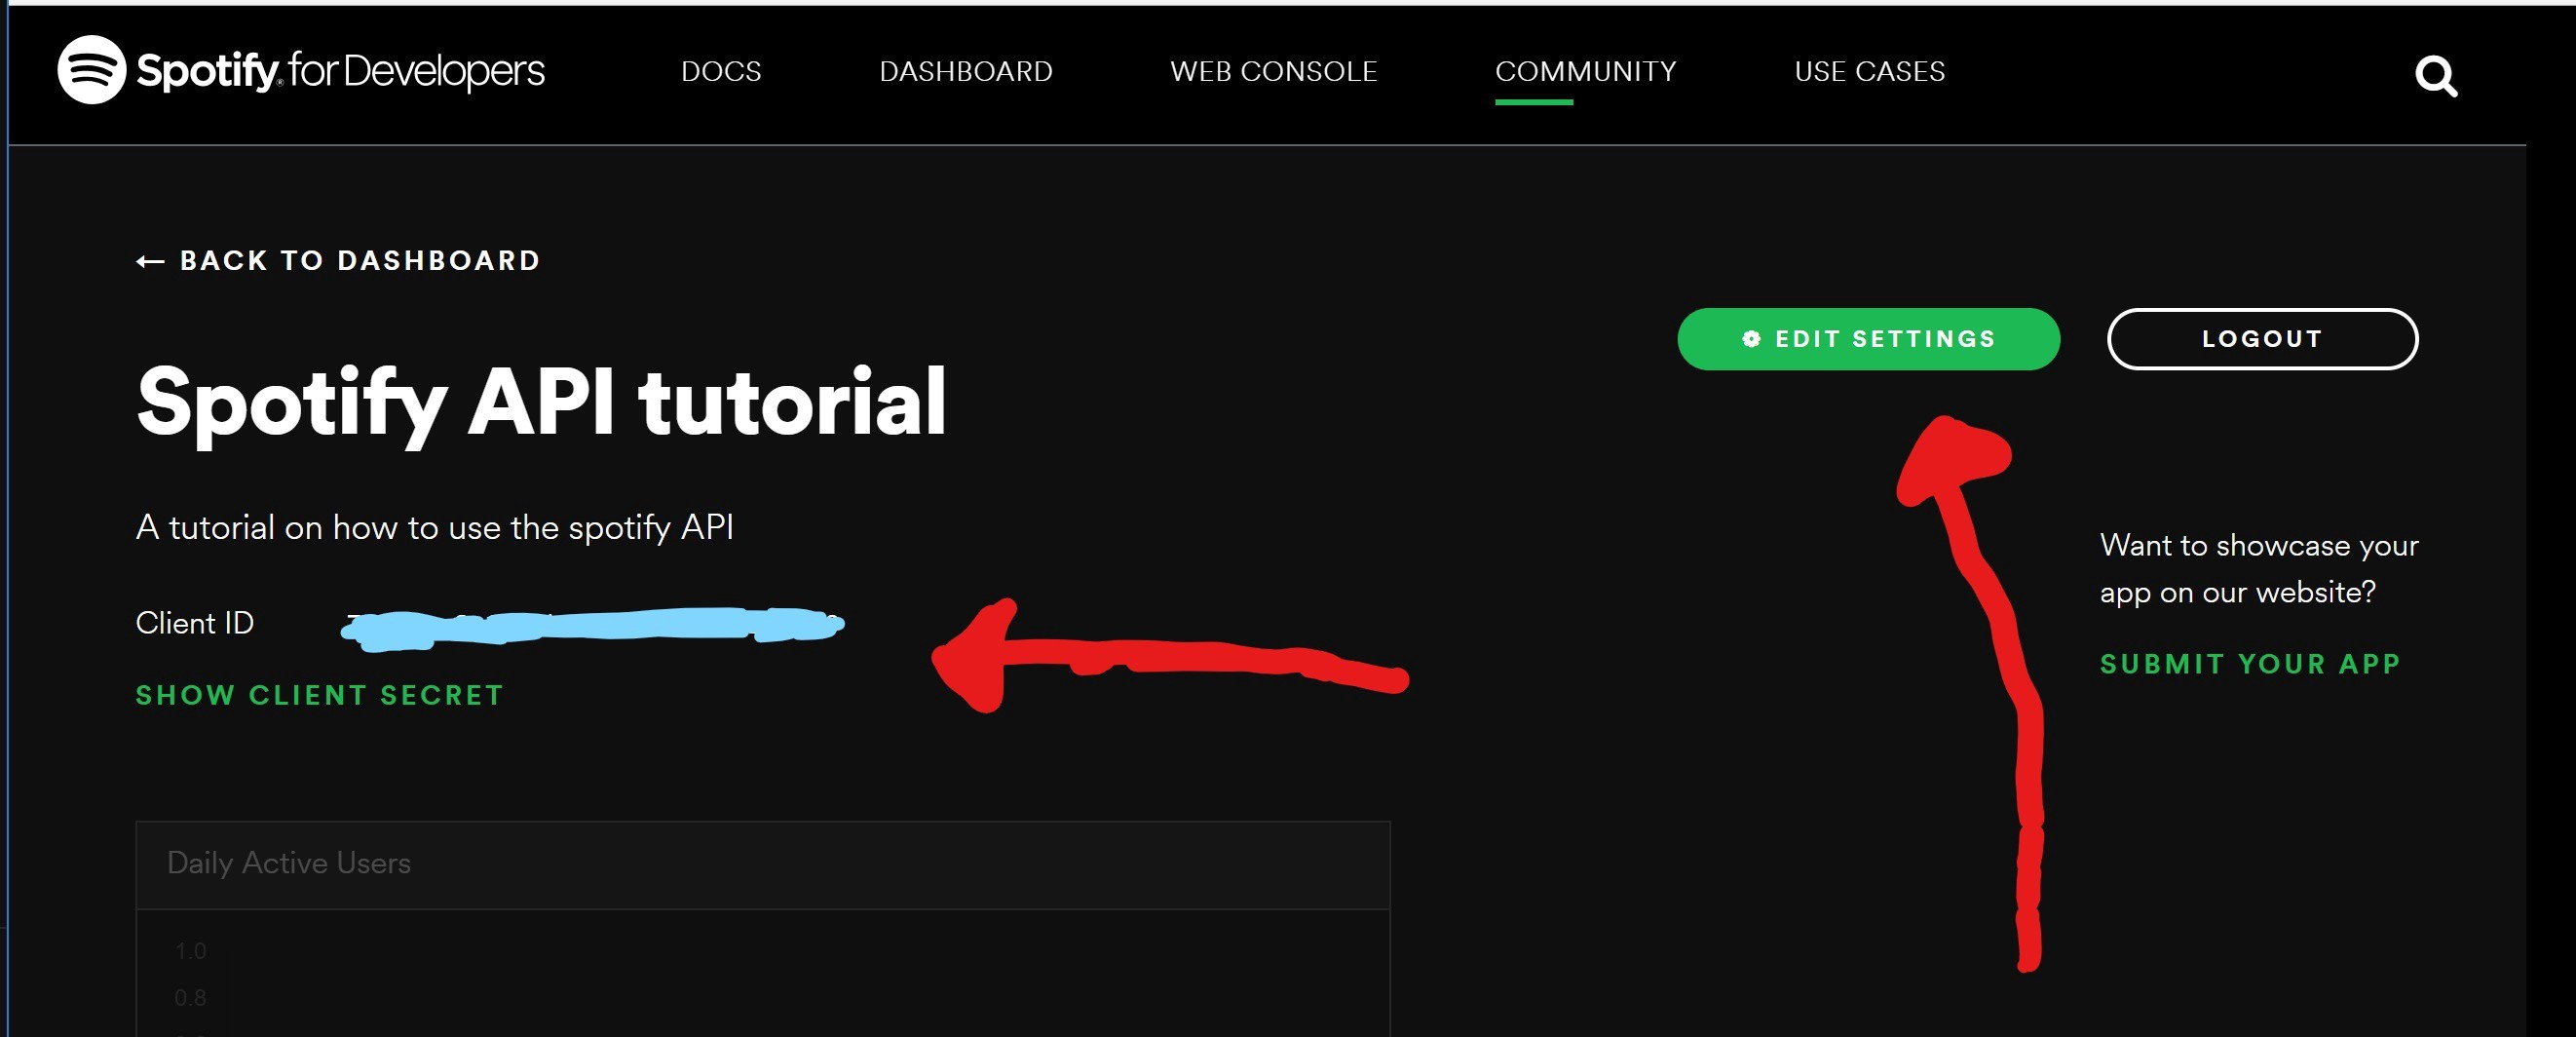 Spotify® for Developers DOCS DASHBOARD WEB CONSOLE COMMUNITY USE CASES
← BACK TO DASHBOARD
EDIT SETTINGS LOGOUT
Spotify API tutorial
A tutorial on how to use the spotify API
Want to showcase your
app on our website?
Client ID
SUBMIT YOUR APP
SHOW CLIENT SECRET
Daily Active Users
1.0
0.8